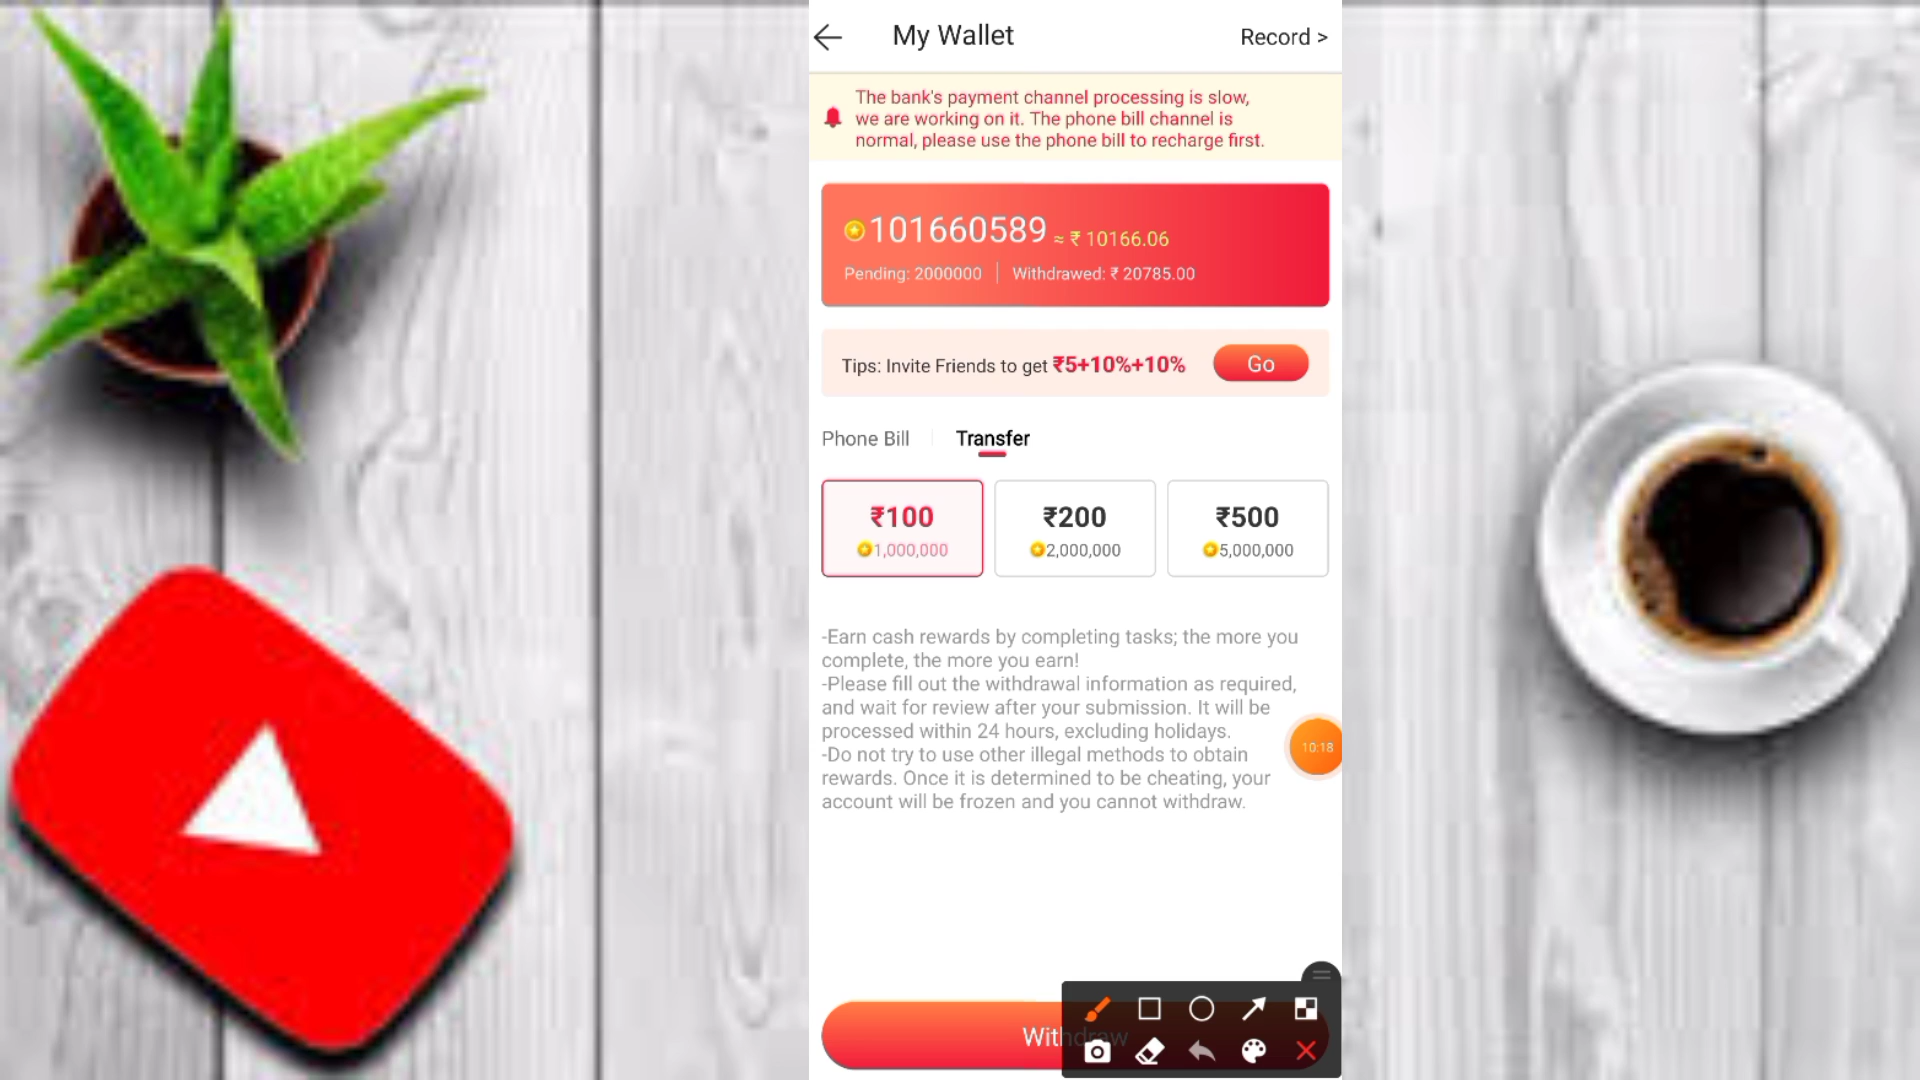 My Wallet
Record >
The bank's payment channel processing is slow,
we are working on it. The phone bill channel is
normal, please use the phone bill to recharge first.
101660589 ≈ ₹ 10166.06
Pending: 2000000 | Withdrawed: ₹ 20785.00
Tips: Invite Friends to get ₹5+10%+10%
Go
Phone Bill
Transfer
₹100
₹200
₹500
1,000,000
2,000,000
5,000,000
-Earn cash rewards by completing tasks; the more you
complete, the more you earn!
-Please fill out the withdrawal information as required,
and wait for review after your submission. It will be
processed within 24 hours, excluding holidays.
-Do not try to use other illegal methods to obtain
rewards. Once it is determined to be cheating, your
account will be frozen and you cannot withdraw.
10:18
Withdraw